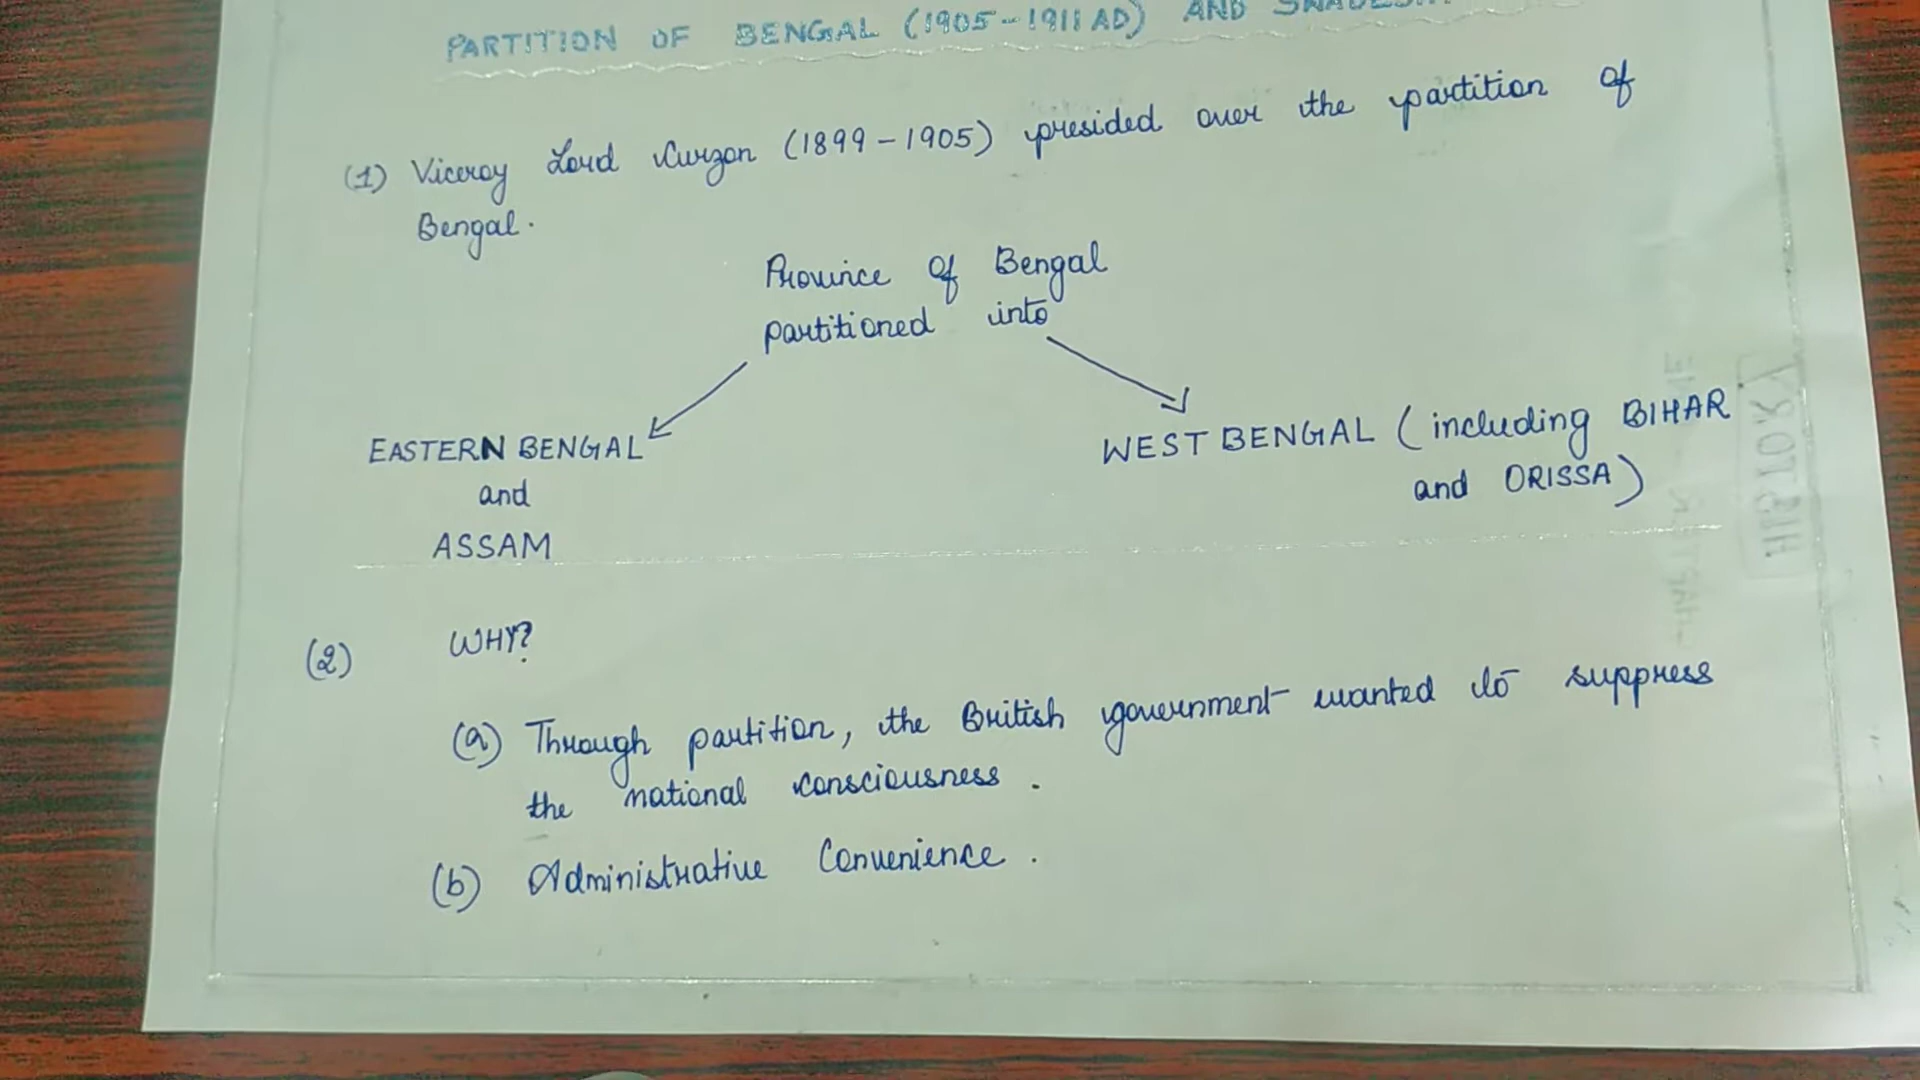 PARTITION OF BENGAL (1905-1911 AD) AND
(1) Viceroy Lord Curzon (1899-1905) presided over the partition of
Bengal.
Province of Bengal
partitioned into
EASTERN BENGAL
and
ASSAM
WEST BENGAL (including BIHAR
and ORISSA)
(2) WHY?
(a) Through partition, the British government wanted to suppress
the national consciousness.
(b) Administrative Convenience.